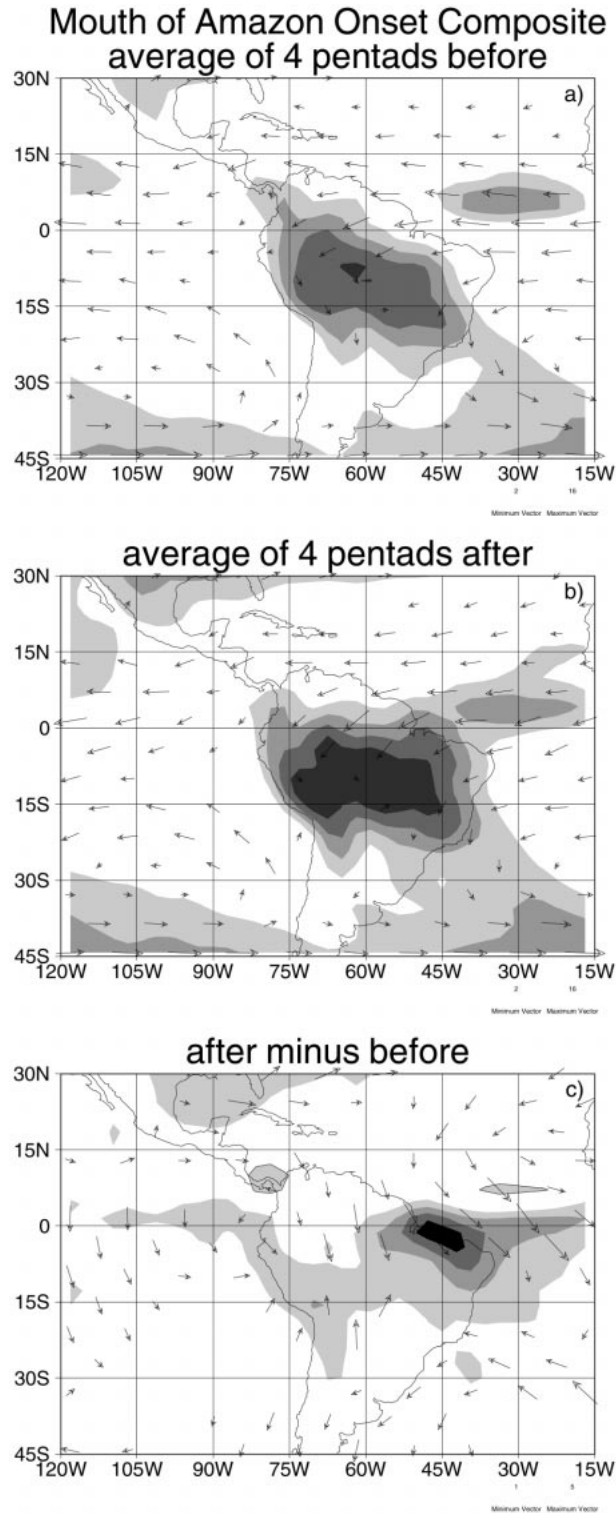 Mouth of Amazon Onset Composite
average of 4 pentads before
a)
30N
15N
0
15S
30S
45S
120W 105W 90W 75W 60W 45W 30W 15W
2 16
Minimum Vector Maximum Vector
average of 4 pentads after
b)
30N
15N
0
15S
30S
45S
120W 105W 90W 75W 60W 45W 30W 15W
2 16
Minimum Vector Maximum Vector
after minus before
c)
30N
15N
0
15S
30S
45S
120W 105W 90W 75W 60W 45W 30W 15W
1 5
Minimum Vector Maximum Vector